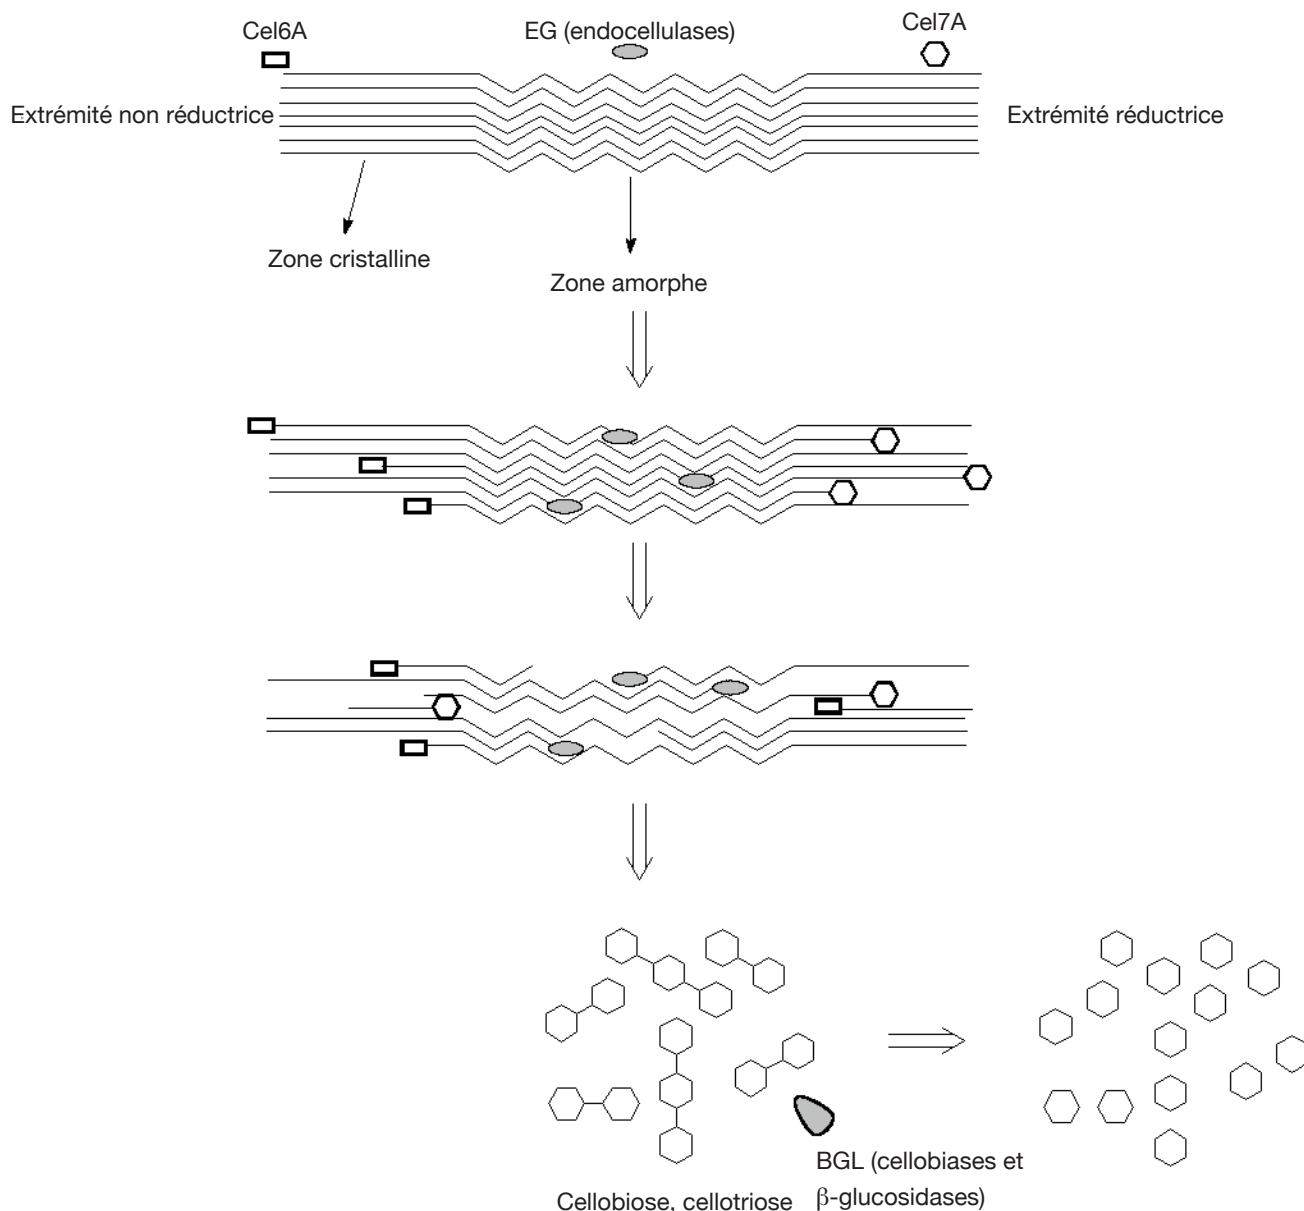 Cel6A
EG (endocellulases)
Cel7A
Extrémité non réductrice
Extrémité réductrice
Zone cristalline
Zone amorphe
BGL (cellobiases et
β-glucosidases)
Cellobiose, cellotriose